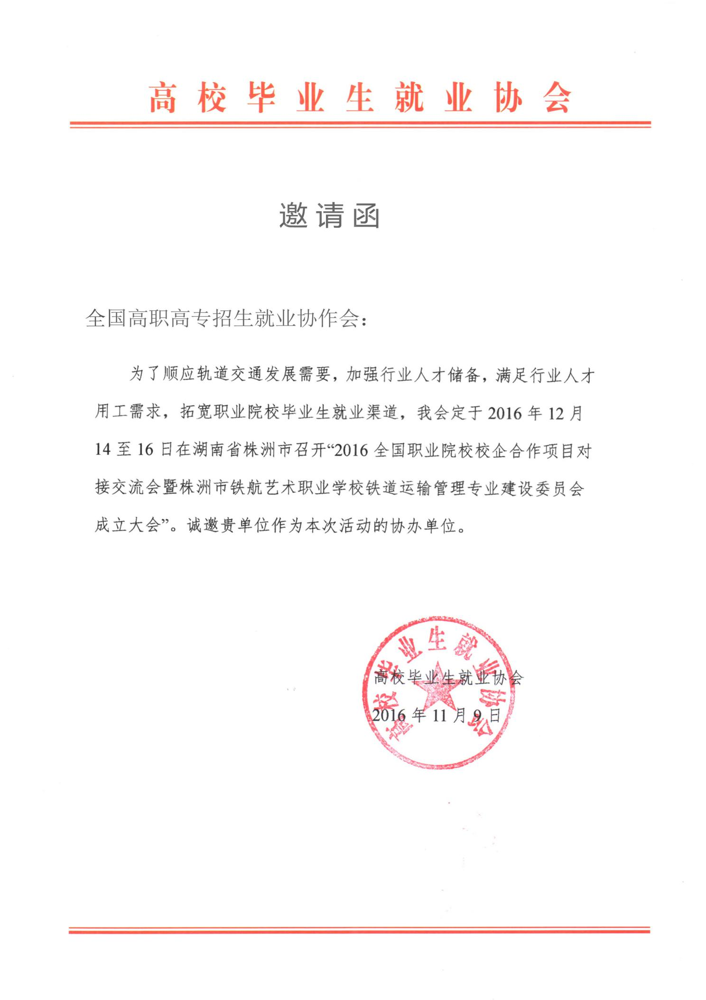 高校毕业生就业协会
邀请函
全国高职高专招生就业协作会：
为了顺应轨道交通发展需要，加强行业人才储备，满足行业人才
用工需求，拓宽职业院校毕业生就业渠道，我会定于 2016 年 12 月
14 至 16 日在湖南省株洲市召开“2016 全国职业院校校企合作项目对
接交流会暨株洲市铁航艺术职业学校铁道运输管理专业建设委员会
成立大会”。诚邀贵单位作为本次活动的协办单位。
高校毕业生就业协会
高校毕业生就业协会
2016 年 11 月 9 日